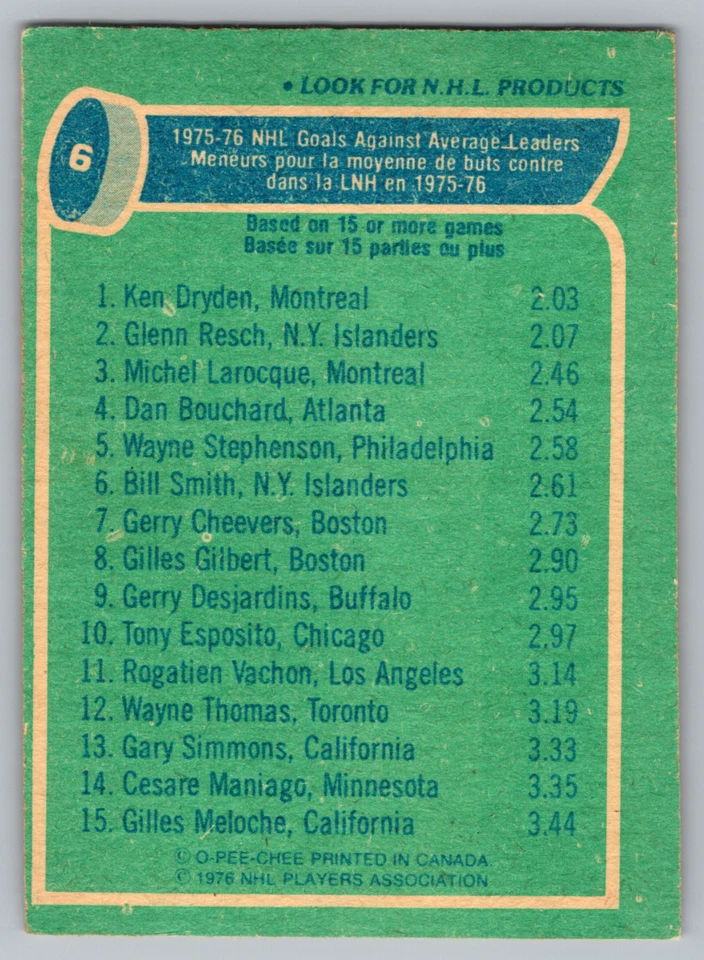 • LOOK FOR N.H.L. PRODUCTS
6
1975-76 NHL Goals Against Average Leaders
Meneurs pour la moyenne de buts contre
dans la LNH en 1975-76
Based on 15 or more games
Basée sur 15 parties ou plus
1. Ken Dryden, Montreal 2.03
2. Glenn Resch, N.Y. Islanders 2.07
3. Michel Larocque, Montreal 2.46
4. Dan Bouchard, Atlanta 2.54
5. Wayne Stephenson, Philadelphia 2.58
6. Bill Smith, N.Y. Islanders 2.61
7. Gerry Cheevers, Boston 2.73
8. Gilles Gilbert, Boston 2.90
9. Gerry Desjardins, Buffalo 2.95
10. Tony Esposito, Chicago 2.97
11. Rogatien Vachon, Los Angeles 3.14
12. Wayne Thomas, Toronto 3.19
13. Gary Simmons, California 3.33
14. Cesare Maniago, Minnesota 3.35
15. Gilles Meloche, California 3.44
© O-PEE-CHEE PRINTED IN CANADA
© 1976 NHL PLAYERS ASSOCIATION